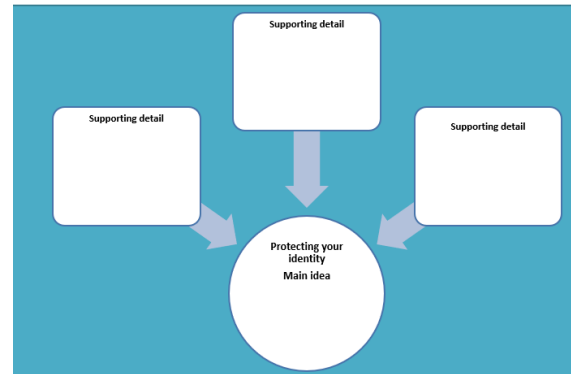 Supporting detail
Supporting detail
Supporting detail
Protecting your
identity
Main idea